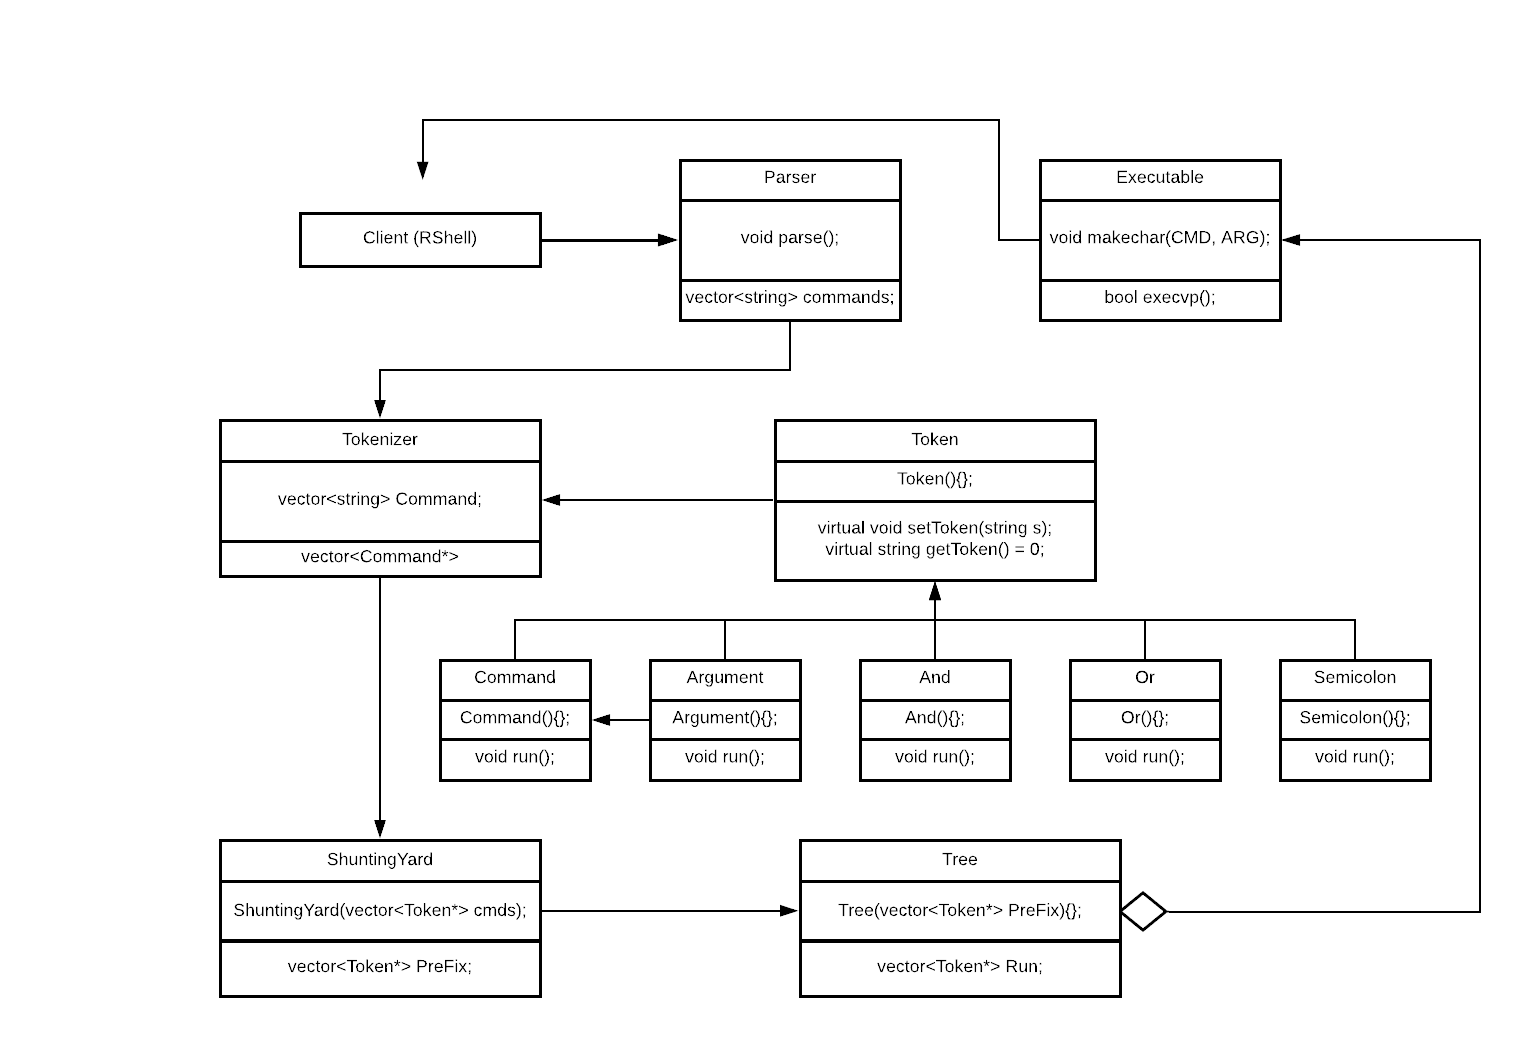 Parser
Executable
Client (RShell)
void parse();
void makechar(CMD, ARG);
vector<string> commands;
bool execvp();
Tokenizer
Token
vector<string> Command;
Token(){};
vector<Command*>
virtual void setToken(string s);
virtual string getToken() = 0;
Command
Argument
And
Or
Semicolon
Command(){};
Argument(){};
And(){};
Or(){};
Semicolon(){};
void run();
void run();
void run();
void run();
void run();
ShuntingYard
Tree
ShuntingYard(vector<Token*> cmds);
Tree(vector<Token*> PreFix){};
vector<Token*> PreFix;
vector<Token*> Run;